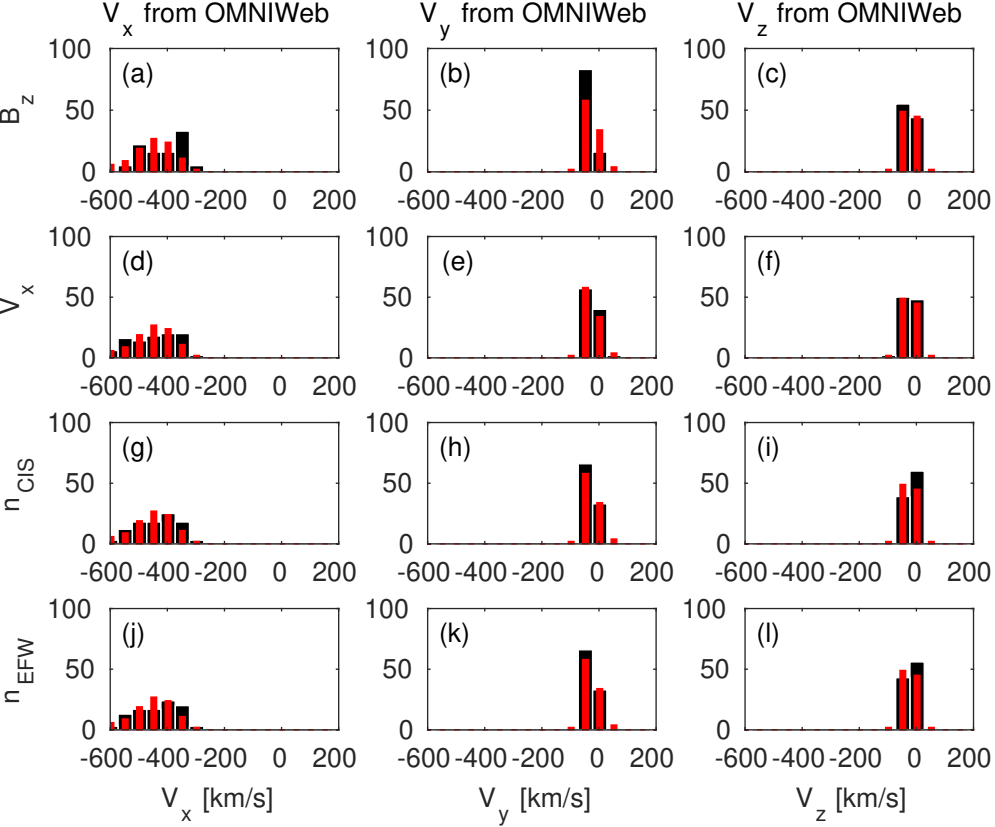 V_x from OMNIWeb V_y from OMNIWeb V_z from OMNIWeb
B_z
100 100 100
(a) (b) (c)
50 50 50
0 0 0
-600 -400 -200 0 200 -600 -400 -200 0 200 -600 -400 -200 0 200
V_x
100 100 100
(d) (e) (f)
50 50 50
0 0 0
-600 -400 -200 0 200 -600 -400 -200 0 200 -600 -400 -200 0 200
n_CIS
100 100 100
(g) (h) (i)
50 50 50
0 0 0
-600 -400 -200 0 200 -600 -400 -200 0 200 -600 -400 -200 0 200
n_EFW
100 100 100
(j) (k) (l)
50 50 50
0 0 0
-600 -400 -200 0 200 -600 -400 -200 0 200 -600 -400 -200 0 200
V_x [km/s] V_y [km/s] V_z [km/s]